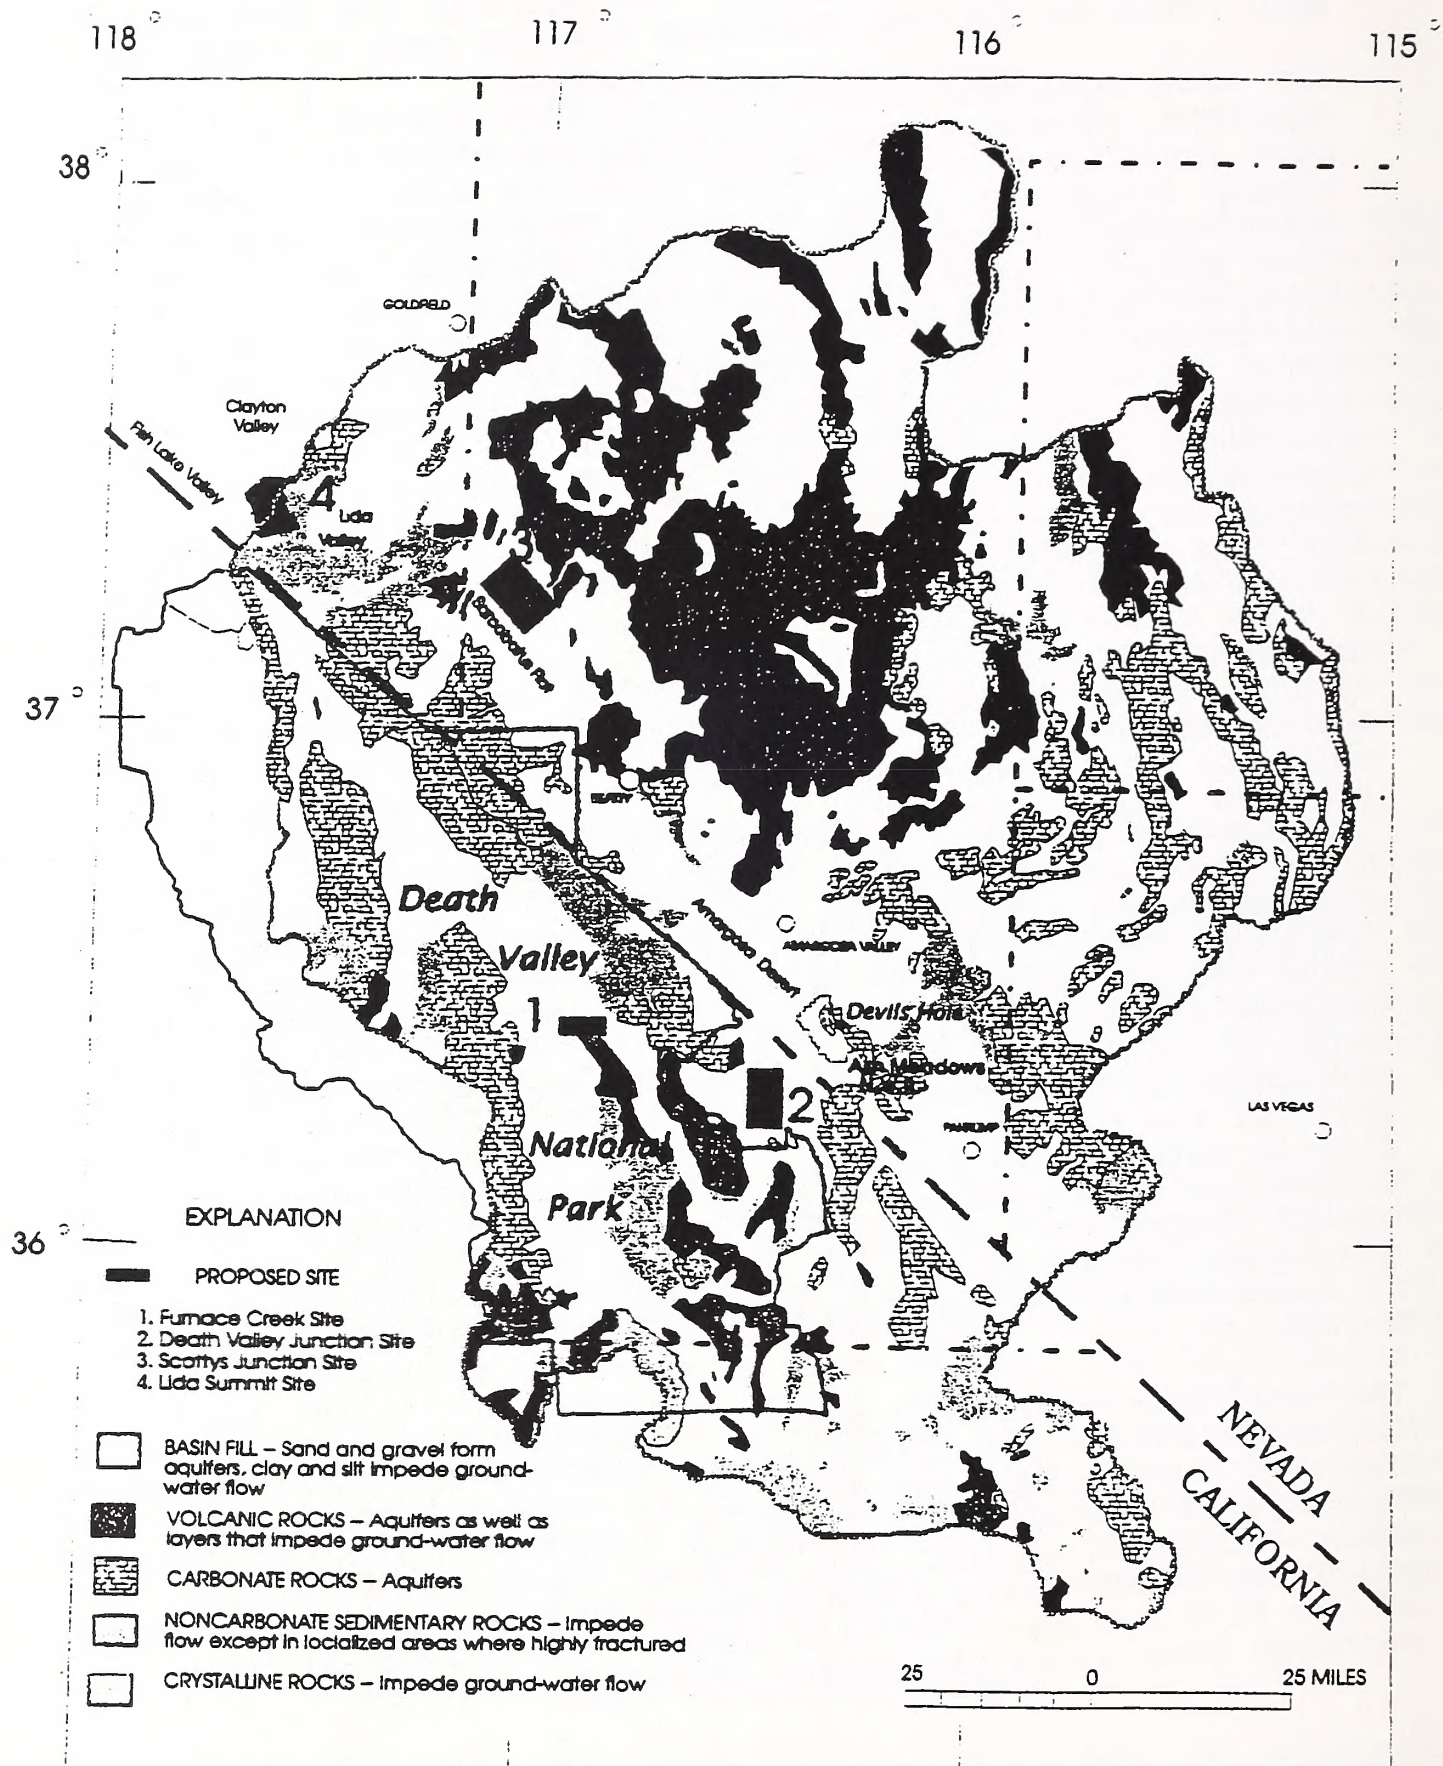 118° 117° 116° 115°
38°
GOLDFIELD
Clayton
Valley
Fish Lake Valley
4
Lida
Valley
3
Sarcobatus Flat
37°
BEATTY
Death
Valley
Amargosa Desert
AMARGOSA VALLEY
1
Devils Hole
Ash Meadows
2
LAS VEGAS
PAHRUMP
National
Park
36°
EXPLANATION
PROPOSED SITE
1. Furnace Creek Site
2. Death Valley Junction Site
3. Scottys Junction Site
4. Lida Summit Site
NEVADA
CALIFORNIA
BASIN FILL – Sand and gravel form
aquifers, clay and silt impede ground-
water flow
VOLCANIC ROCKS – Aquifers as well as
layers that impede ground-water flow
CARBONATE ROCKS – Aquifers
NONCARBONATE SEDIMENTARY ROCKS – Impede
flow except in loclalized areas where highly fractured
CRYSTALLINE ROCKS – Impede ground-water flow
25 0 25 MILES